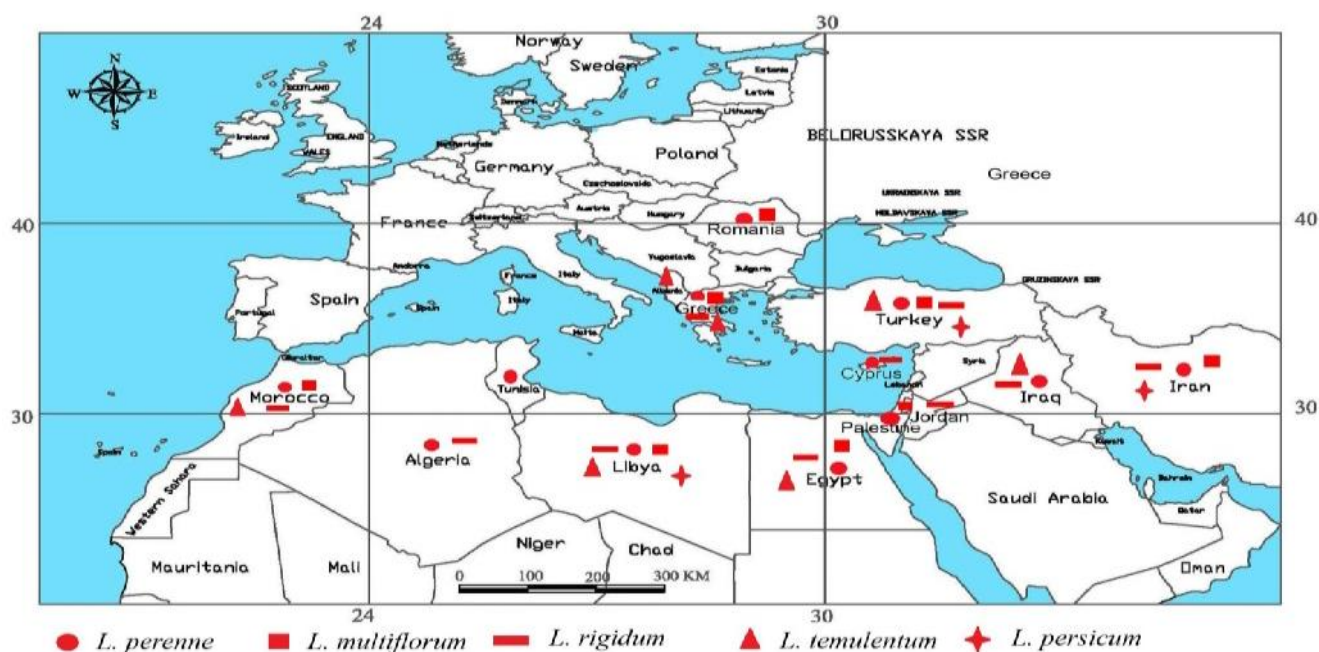 24 30
N
W E
S
Norway
Sweden
Estonia
Latvia
Lithuania
SCOTLAND
Denmark
Ireland
ENGLAND
WALES
Netherlands
BELORUSSKAYA SSR
Poland
Germany
Greece
Czechoslovakia
UKRAINSKAYA SSR
MOLDAVSKAYA SSR
Austria
Hungary
France
Switzerland
40 40
Romania
Yugoslavia
Bulgaria
Andorra
France
Italy
Albania
GRUZINSKAYA SSR
Spain
Portugal
Spain
Italy
Greece
Turkey
Malta
Gibraltar
Cyprus
Syria
Lebanon
Tunisia
Morocco
Iraq
Iran
30 30
Jordan
Palestine
Spain
Algeria
Libya
Egypt
Kuwait
Bahrain
Western Sahara
Saudi Arabia
Qatar
Niger
Chad
Mauritania
Mali
Oman
0 100 200 300 KM
24 30
L. perenne L. multiflorum L. rigidum L. temulentum L. persicum